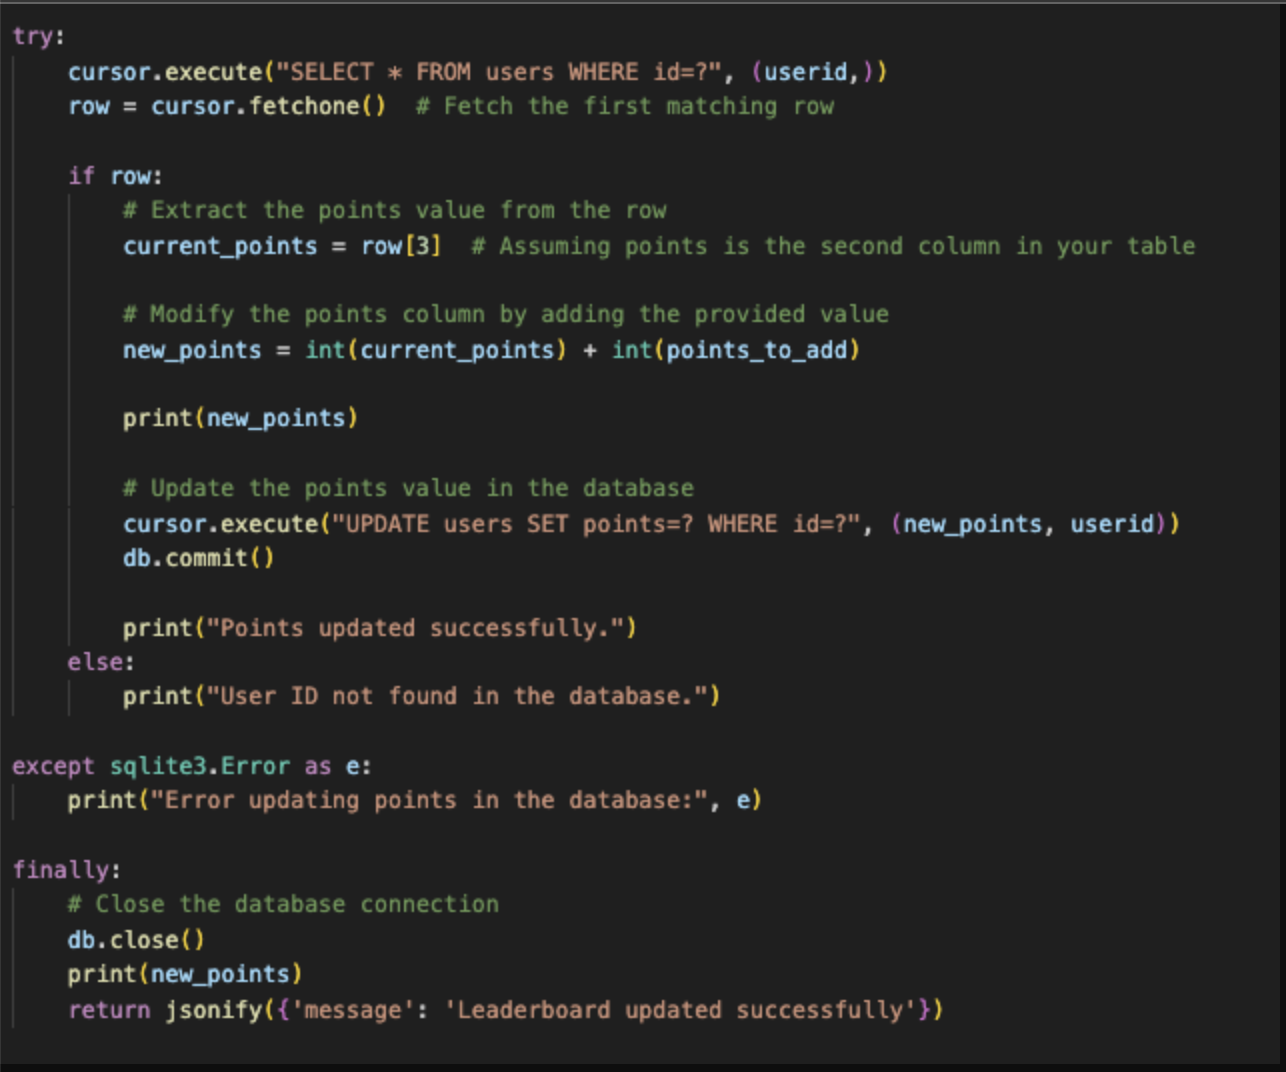 try:
    cursor.execute("SELECT * FROM users WHERE id=?", (userid,))
    row = cursor.fetchone()  # Fetch the first matching row

    if row:
        # Extract the points value from the row
        current_points = row[3]  # Assuming points is the second column in your table

        # Modify the points column by adding the provided value
        new_points = int(current_points) + int(points_to_add)

        print(new_points)

        # Update the points value in the database
        cursor.execute("UPDATE users SET points=? WHERE id=?", (new_points, userid))
        db.commit()

        print("Points updated successfully.")
    else:
        print("User ID not found in the database.")

except sqlite3.Error as e:
    print("Error updating points in the database:", e)

finally:
    # Close the database connection
    db.close()
    print(new_points)
    return jsonify({'message': 'Leaderboard updated successfully'})